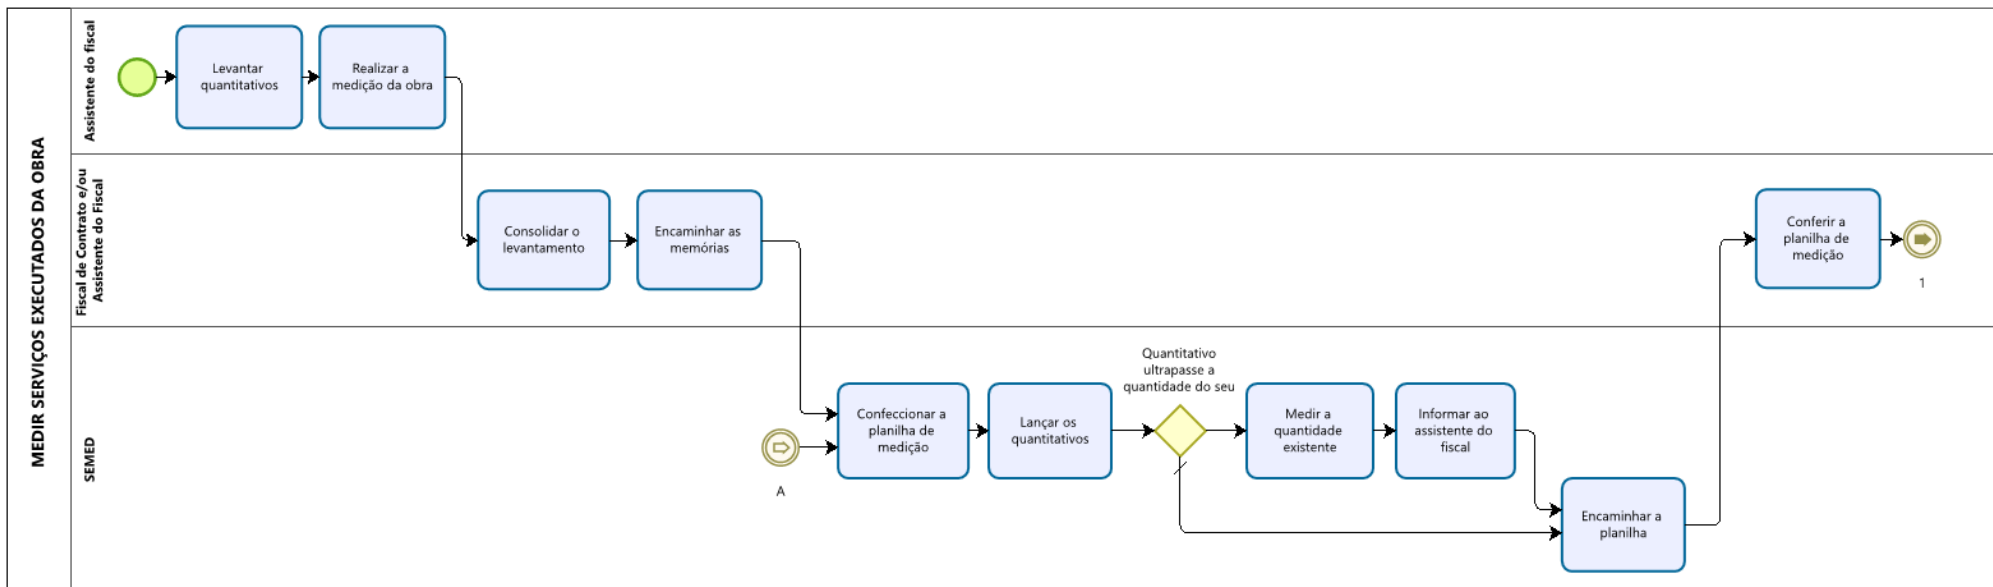 MEDIR SERVIÇOS EXECUTADOS DA OBRA
Assistente do fiscal
Levantar
quantitativos
Realizar a
medição da obra
Fiscal de Contrato e/ou
Assistente do Fiscal
Consolidar o
levantamento
Encaminhar as
memórias
Conferir a
planilha de
medição
1
SEMED
A
Confeccionar a
planilha de
medição
Lançar os
quantitativos
Quantitativo
ultrapasse a
quantidade do seu
Medir a
quantidade
existente
Informar ao
assistente do
fiscal
Encaminhar a
planilha